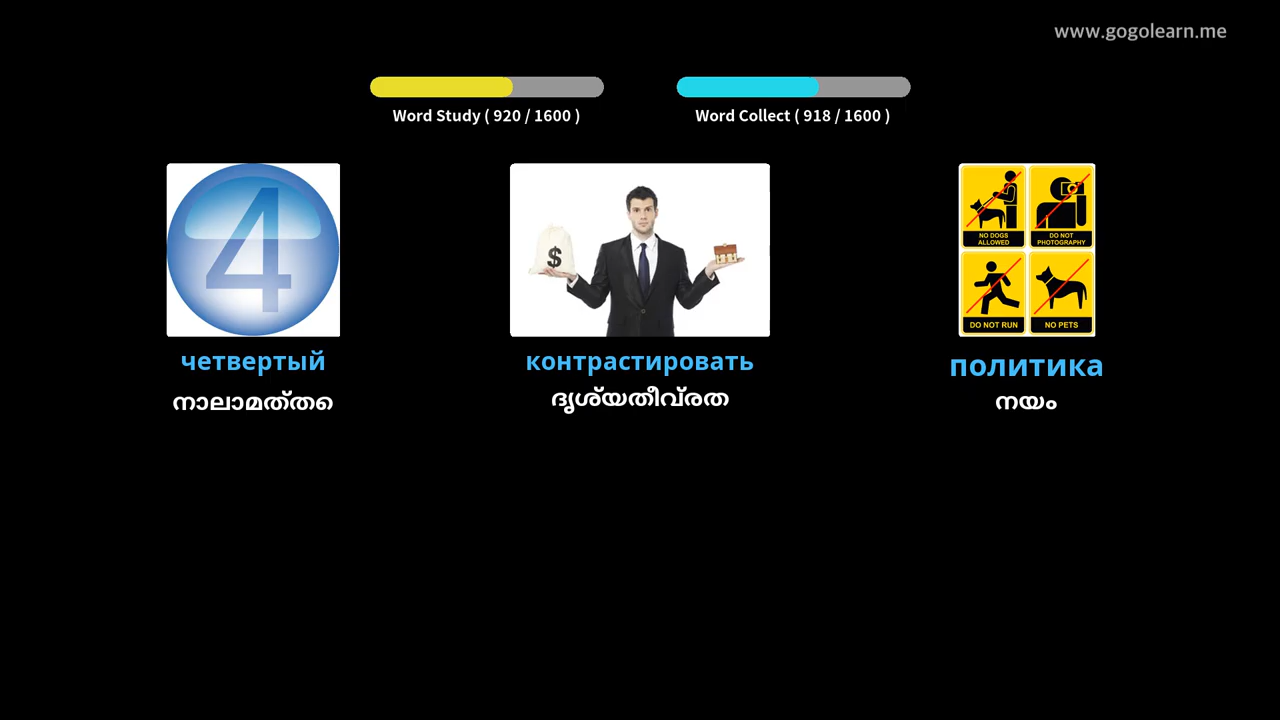 www.gogolearn.me
Word Study ( 920 / 1600 )
Word Collect ( 918 / 1600 )
4
$
NO DOGS
ALLOWED
DO NOT
PHOTOGRAPHY
DO NOT RUN
NO PETS
четвертый
контрастировать
политика
നാലാമത്തെ
ദൃശ്യതീവ്രത
നയം